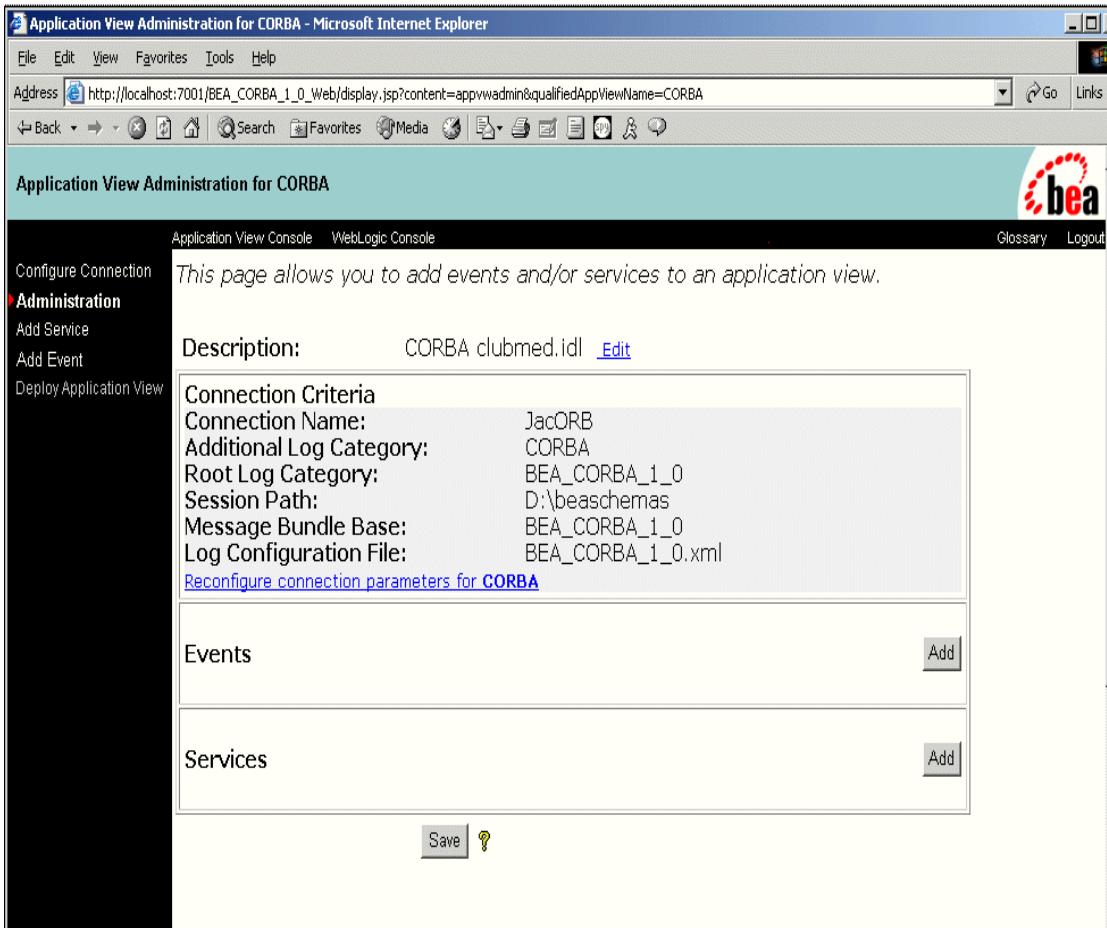 Application View Administration for CORBA - Microsoft Internet Explorer
File Edit View Favorites Tools Help
Address http://localhost:7001/BEA_CORBA_1_0_Web/display.jsp?content=appvwadmin&qualifiedAppViewName=CORBA Go Links
Back Search Favorites Media
Application View Administration for CORBA
bea
Application View Console WebLogic Console Glossary Logout
Configure Connection
Administration
Add Service
Add Event
Deploy Application View
This page allows you to add events and/or services to an application view.
Description: CORBA clubmed.idl Edit
Connection Criteria
Connection Name: JacORB
Additional Log Category: CORBA
Root Log Category: BEA_CORBA_1_0
Session Path: D:\beaschemas
Message Bundle Base: BEA_CORBA_1_0
Log Configuration File: BEA_CORBA_1_0.xml
Reconfigure connection parameters for CORBA
Events Add
Services Add
Save ?